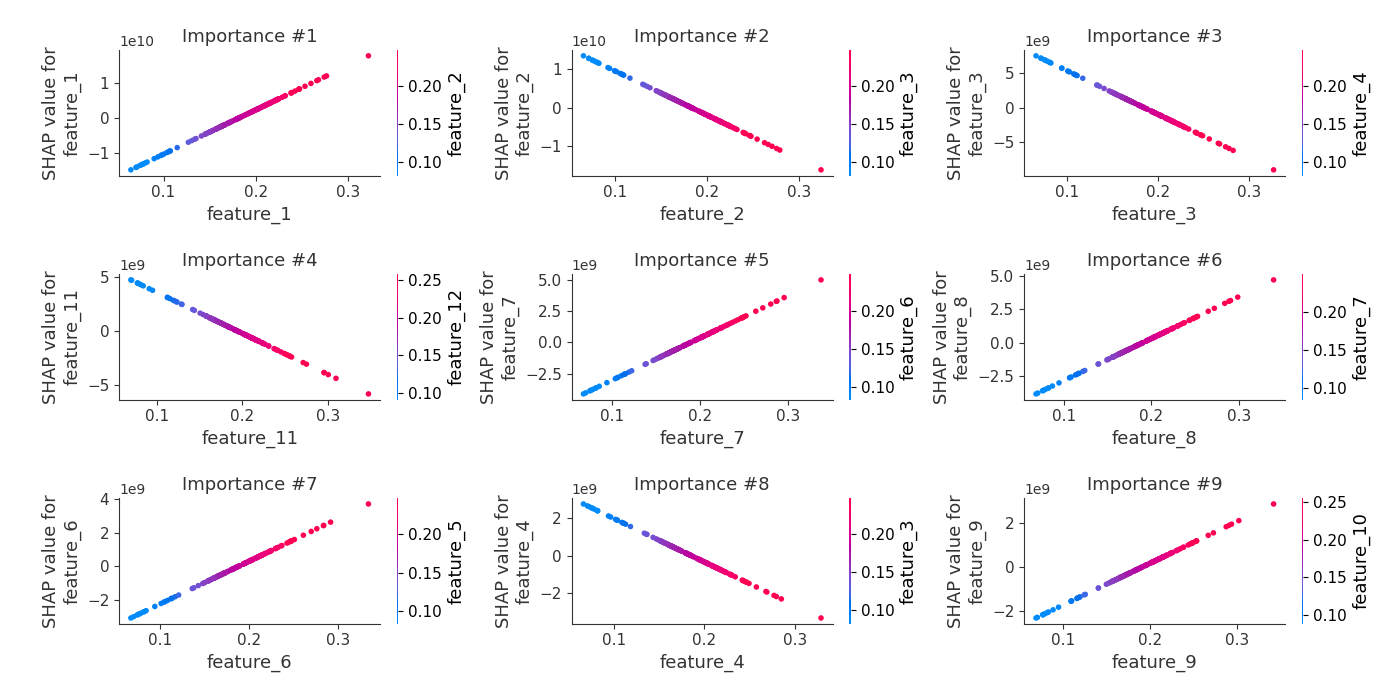 Importance #1
1e10
SHAP value for
feature_1
1
0
−1
0.1 0.2 0.3
feature_1
0.20
0.15
0.10
feature_2
Importance #2
1e10
SHAP value for
feature_2
1
0
−1
0.1 0.2 0.3
feature_2
0.20
0.15
0.10
feature_3
Importance #3
1e9
SHAP value for
feature_3
5
0
−5
0.1 0.2 0.3
feature_3
0.20
0.15
0.10
feature_4
Importance #4
1e9
SHAP value for
feature_11
5
0
−5
0.1 0.2 0.3
feature_11
0.25
0.20
0.15
0.10
feature_12
Importance #5
1e9
SHAP value for
feature_7
5.0
2.5
0.0
−2.5
0.1 0.2 0.3
feature_7
0.20
0.15
0.10
feature_6
Importance #6
1e9
SHAP value for
feature_8
5.0
2.5
0.0
−2.5
0.1 0.2 0.3
feature_8
0.20
0.15
0.10
feature_7
Importance #7
1e9
SHAP value for
feature_6
4
2
0
−2
0.1 0.2 0.3
feature_6
0.20
0.15
0.10
feature_5
Importance #8
1e9
SHAP value for
feature_4
2
0
−2
0.1 0.2 0.3
feature_4
0.20
0.15
0.10
feature_3
Importance #9
1e9
SHAP value for
feature_9
2
0
−2
0.1 0.2 0.3
feature_9
0.25
0.20
0.15
0.10
feature_10